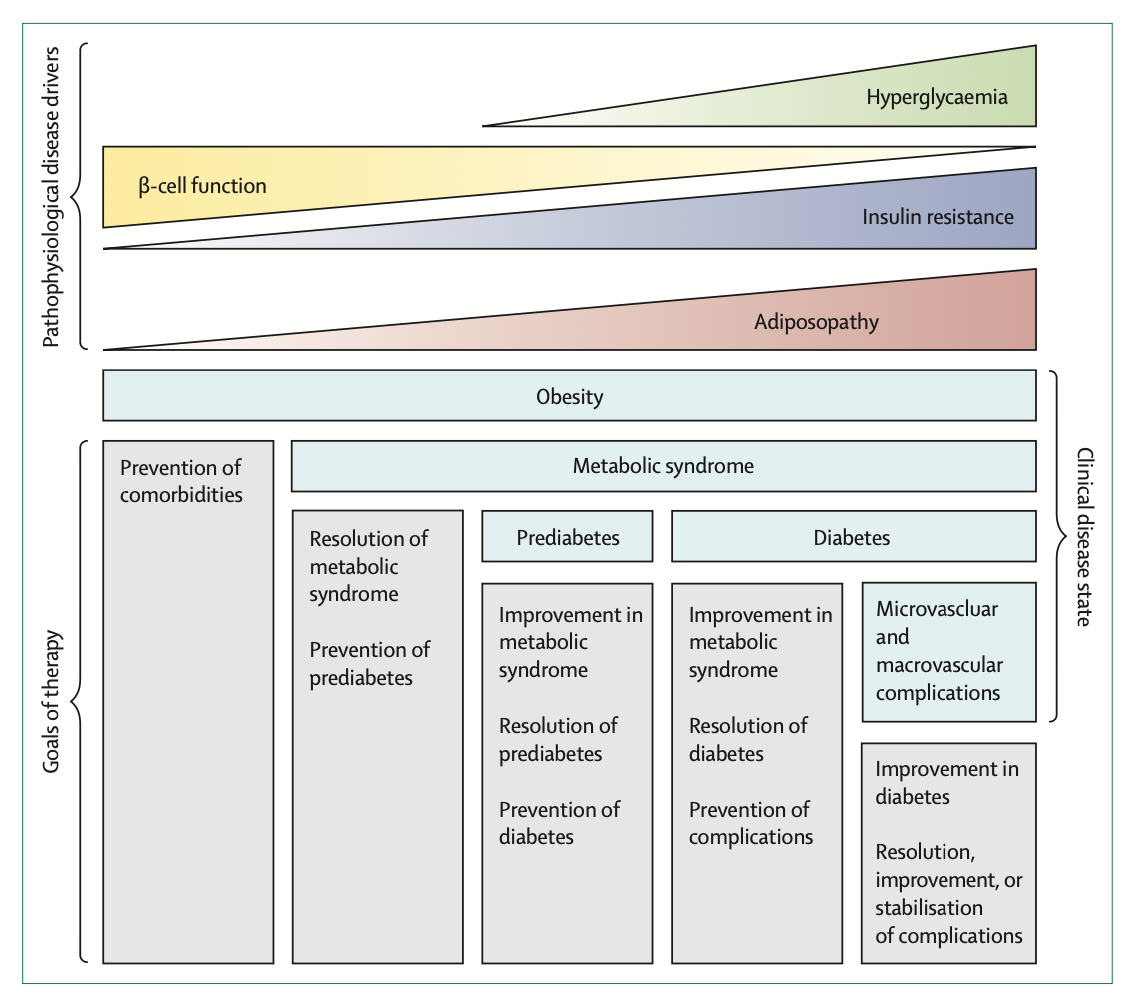 Pathophysiological disease drivers
Hyperglycaemia
β-cell function
Insulin resistance
Adiposopathy
Obesity
Clinical disease state
Goals of therapy
Prevention of
comorbidities
Metabolic syndrome
Resolution of
metabolic
syndrome
Prevention of
prediabetes
Prediabetes
Improvement in
metabolic
syndrome
Resolution of
prediabetes
Prevention of
diabetes
Diabetes
Improvement in
metabolic
syndrome
Resolution of
diabetes
Prevention of
complications
Microvascluar
and
macrovascular
complications
Improvement in
diabetes
Resolution,
improvement, or
stabilisation
of complications